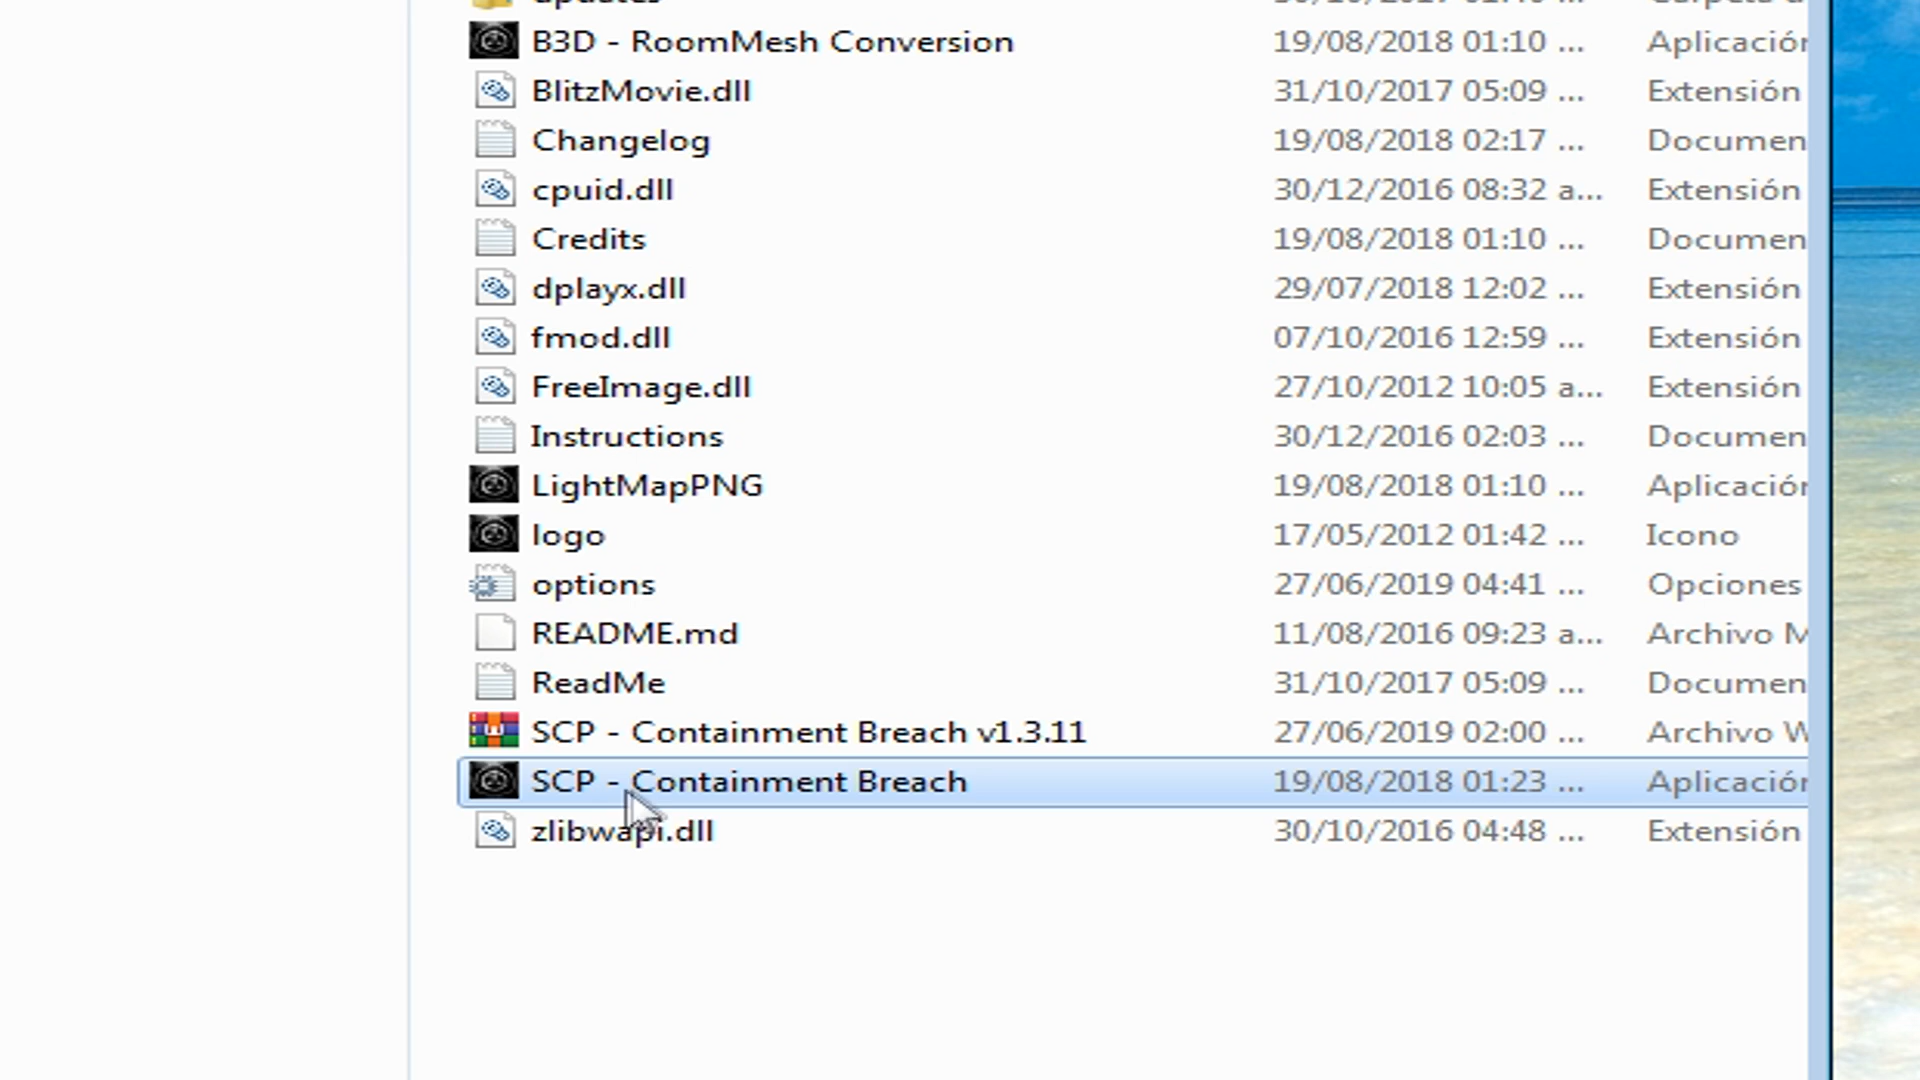 B3D - RoomMesh Conversion 19/08/2018 01:10 ... Aplicación
BlitzMovie.dll 31/10/2017 05:09 ... Extensión
Changelog 19/08/2018 02:17 ... Documen
cpuid.dll 30/12/2016 08:32 a... Extensión
Credits 19/08/2018 01:10 ... Documen
dplayx.dll 29/07/2018 12:02 ... Extensión
fmod.dll 07/10/2016 12:59 ... Extensión
FreeImage.dll 27/10/2012 10:05 a... Extensión
Instructions 30/12/2016 02:03 ... Documen
LightMapPNG 19/08/2018 01:10 ... Aplicación
logo 17/05/2012 01:42 ... Icono
options 27/06/2019 04:41 ... Opciones
README.md 11/08/2016 09:23 a... Archivo M
ReadMe 31/10/2017 05:09 ... Documen
SCP - Containment Breach v1.3.11 27/06/2019 02:00 ... Archivo W
SCP - Containment Breach 19/08/2018 01:23 ... Aplicación
zlibwapi.dll 30/10/2016 04:48 ... Extensión